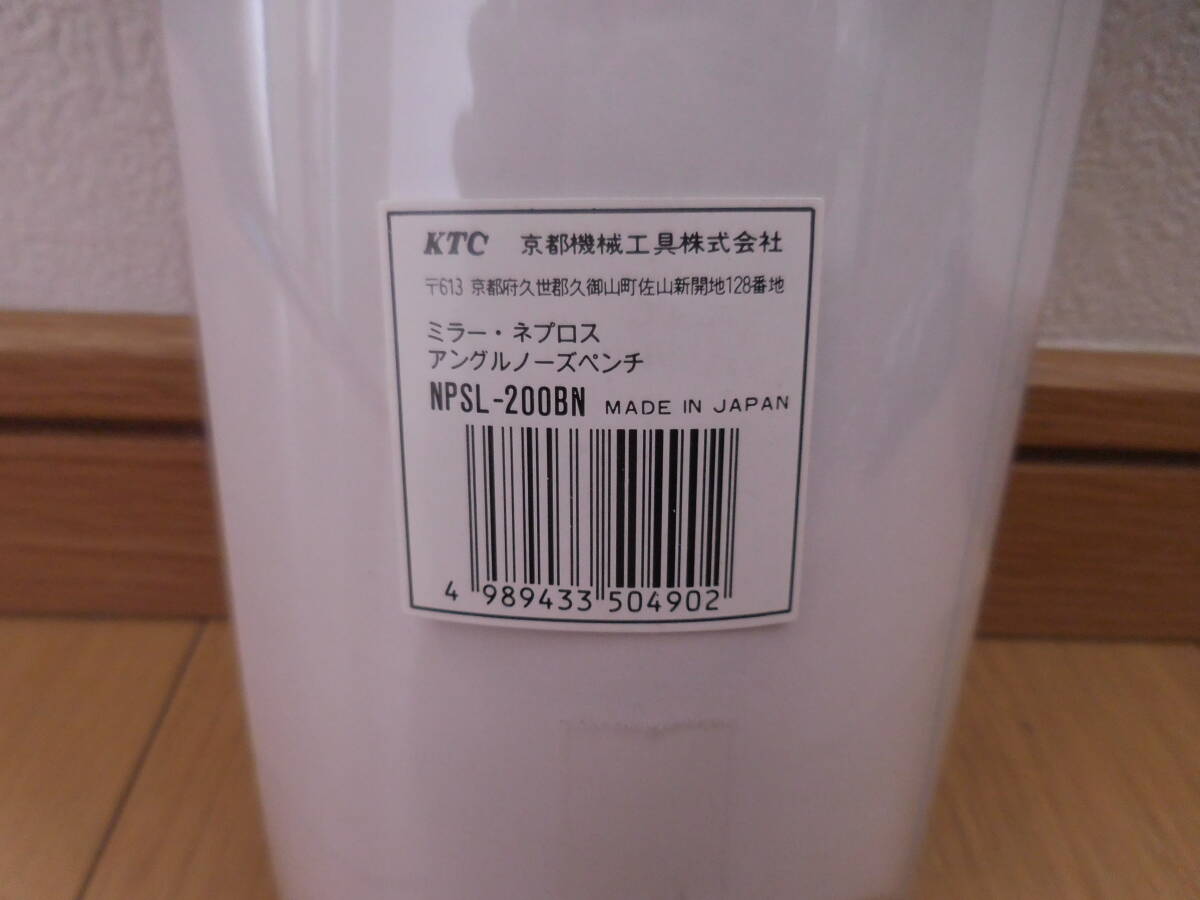 KTC 京都機械工具株式会社
〒613 京都府久世郡久御山町佐山新開地128番地
ミラー・ネプロス
アングルノーズペンチ
NPSL-200BN MADE IN JAPAN
4 989433 504902